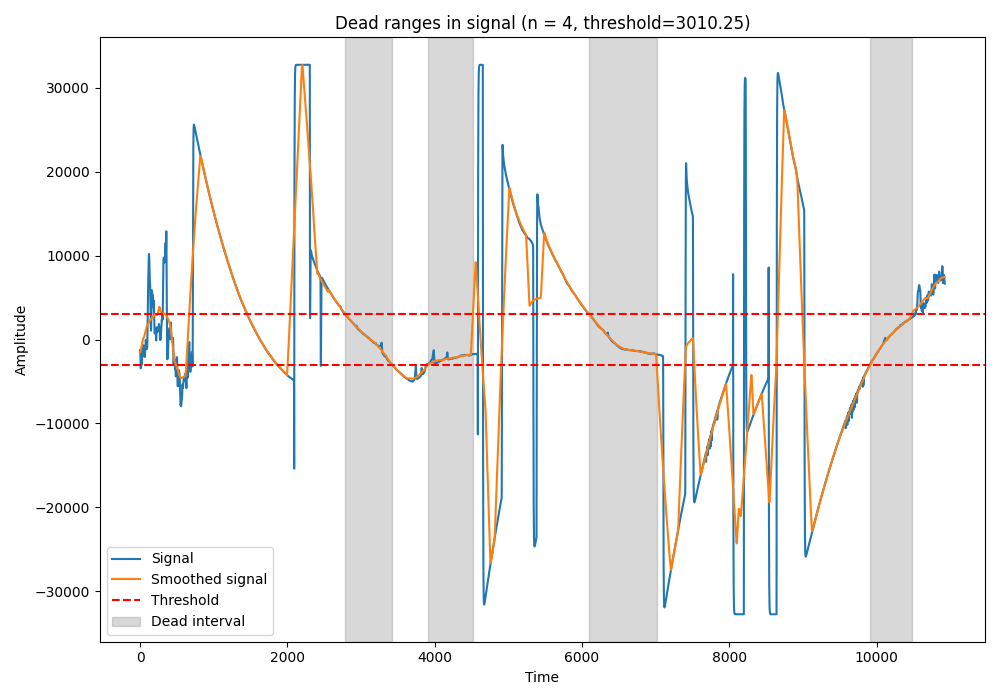 Dead ranges in signal (n = 4, threshold=3010.25)
Amplitude
30000
20000
10000
0
−10000
−20000
−30000
Signal
Smoothed signal
Threshold
Dead interval
0 2000 4000 6000 8000 10000
Time